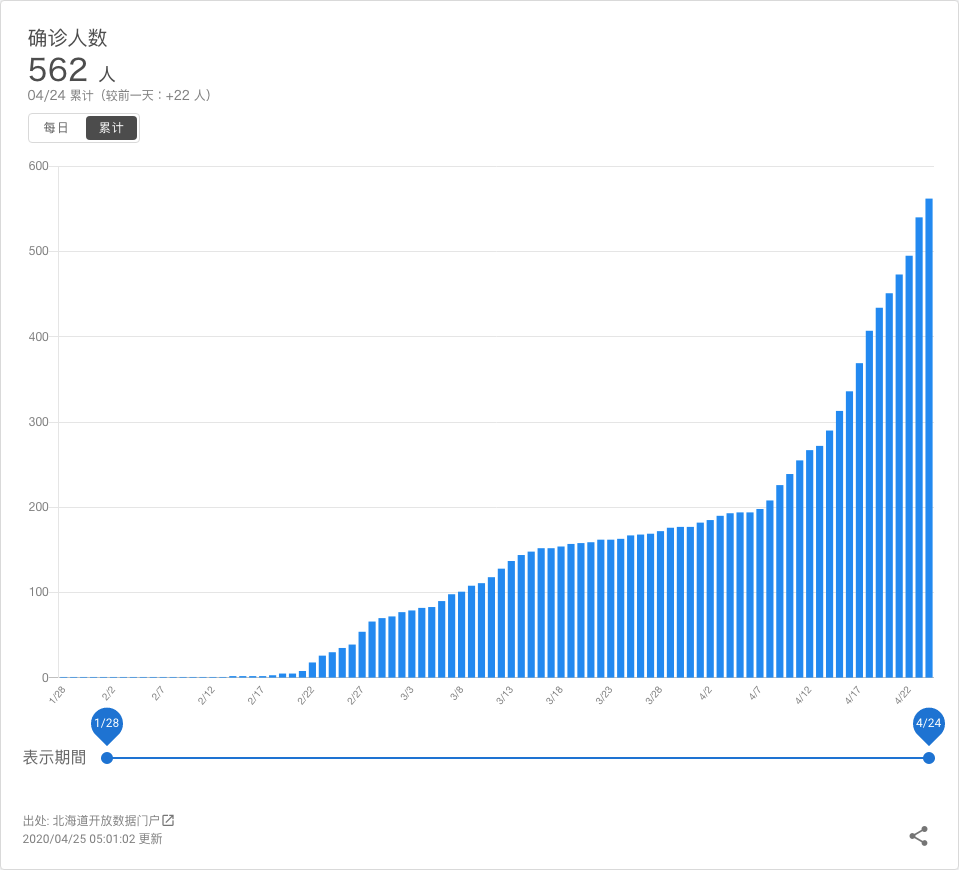 确诊人数
562 人
04/24 累计（较前一天：+22 人）
每日 累计
600
500
400
300
200
100
0
1/28 2/2 2/7 2/12 2/17 2/22 2/27 3/3 3/8 3/13 3/18 3/23 3/28 4/2 4/7 4/12 4/17 4/22
1/28 4/24
表示期間
出处: 北海道开放数据门户
2020/04/25 05:01:02 更新